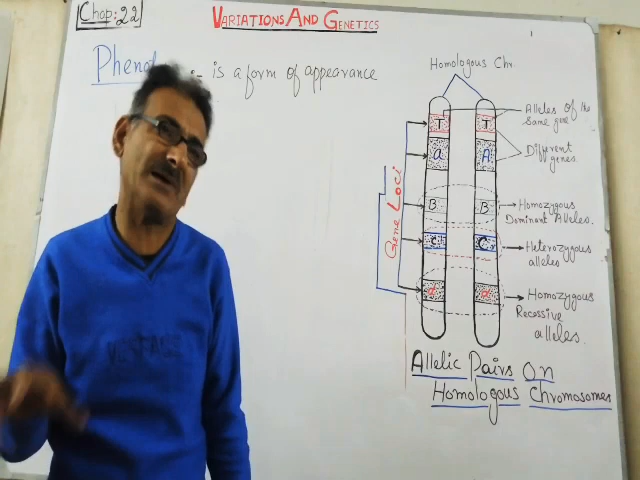 Chap: 22
VARIATIONS AND GENETICS
Pheno :- is a form of appearance
Homologous Chr.
Alleles of the
same gene
T T
a A
Different
genes.
Gene Loci
B B
Homozygous
Dominant Alleles.
c C
Heterozygous
alleles
d d
Homozygous
Recessive
alleles.
Allelic Pairs On
Homologous Chromosomes